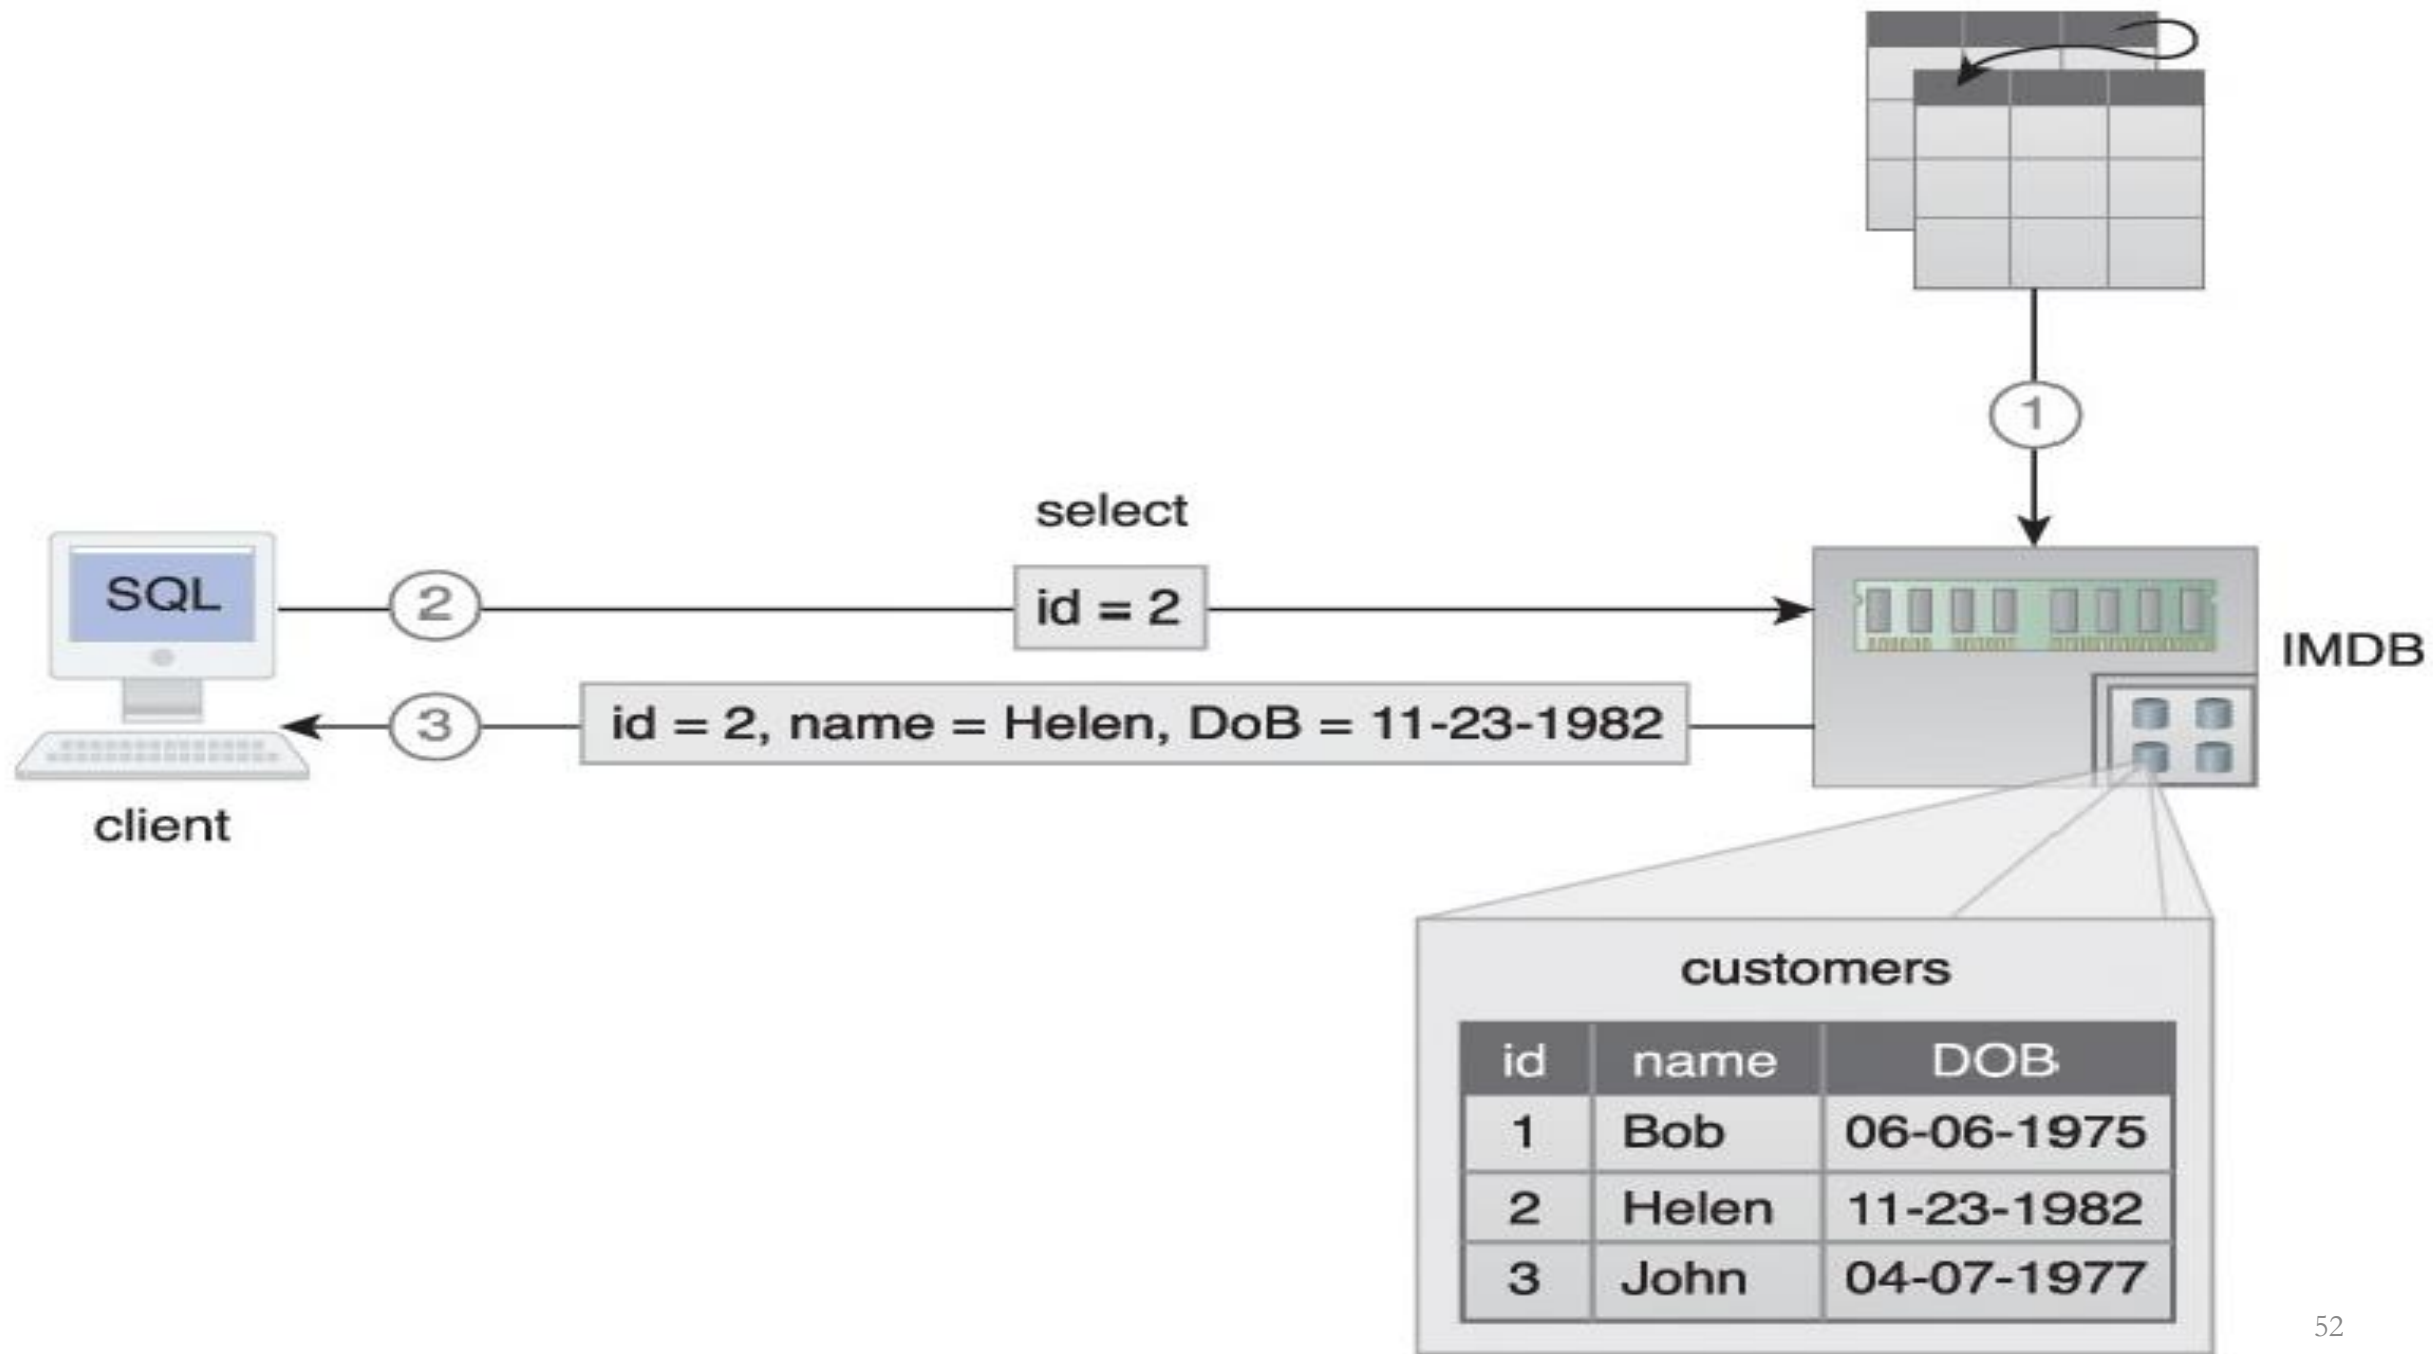 1
select
SQL
2
id = 2
IMDB
3
id = 2, name = Helen, DoB = 11-23-1982
client
customers
id name DOB
1 Bob 06-06-1975
2 Helen 11-23-1982
3 John 04-07-1977
52